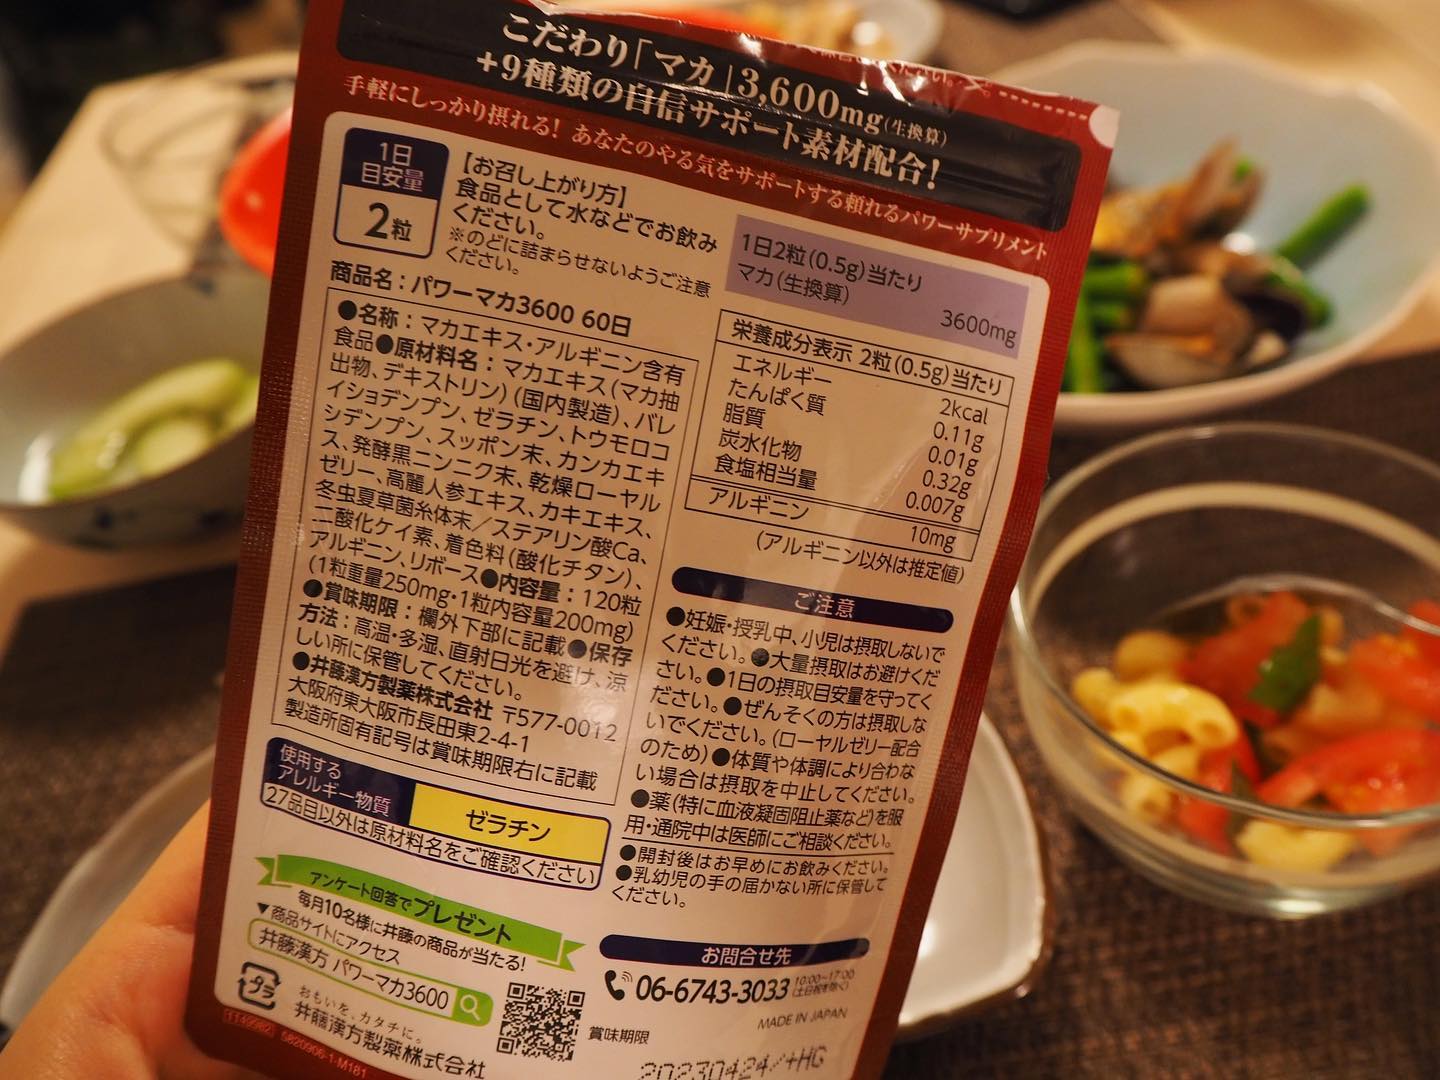 こだわり「マカ」3,600mg(生換算)
+9種類の自信サポート素材配合!
手軽にしっかり摂れる! あなたのやる気をサポートする頼れるパワーサプリメント
1日
目安量
2粒
【お召し上がり方】
食品として水などでお飲み
ください。
※のどに詰まらせないようご注意
ください。
商品名:パワーマカ3600 60日
●名称:マカエキス・アルギニン含有
食品●原材料名:マカエキス(マカ抽
出物、デキストリン)(国内製造)、バレ
イショデンプン、ゼラチン、トウモロコ
シデンプン、スッポン末、カンカエキ
ス、発酵黒ニンニク末、乾燥ローヤル
ゼリー、高麗人参エキス、カキエキス、
冬虫夏草菌糸体末/ステアリン酸Ca、
二酸化ケイ素、着色料(酸化チタン)、
アルギニン、リボース●内容量:120粒
(1粒重量250mg・1粒内容量200mg)
●賞味期限:欄外下部に記載●保存
方法:高温・多湿、直射日光を避け、涼
しい所に保管してください。
●井藤漢方製薬株式会社 〒577-0012
大阪府東大阪市長田東2-4-1
製造所固有記号は賞味期限右に記載
使用する
アレルギー物質
ゼラチン
27品目以外は原材料名をご確認ください
アンケート回答でプレゼント
毎月10名様に井藤の商品が当たる!
▼商品サイトにアクセス
井藤漢方 パワーマカ3600
プラ
おもいを、カタチに。
井藤漢方製薬株式会社
5820906-1-M181
1日2粒(0.5g)当たり
マカ(生換算)
3600mg
栄養成分表示 2粒(0.5g)当たり
エネルギー 2kcal
たんぱく質 0.11g
脂質 0.01g
炭水化物 0.32g
食塩相当量 0.007g
アルギニン 10mg
(アルギニン以外は推定値)
ご注意
●妊娠・授乳中、小児は摂取しないで
ください。●大量摂取はお避けくだ
さい。●1日の摂取目安量を守ってく
ださい。●ぜんそくの方は摂取しな
いでください。(ローヤルゼリー配合
のため)●体質や体調により合わな
い場合は摂取を中止してください。
●薬(特に血液凝固阻止薬など)を服
用・通院中は医師にご相談ください。
●開封後はお早めにお飲みください。
●乳幼児の手の届かない所に保管して
ください。
お問合せ先
06-6743-3033 10:00~17:00
(土日祝を除く)
MADE IN JAPAN
賞味期限
20230424/+HG